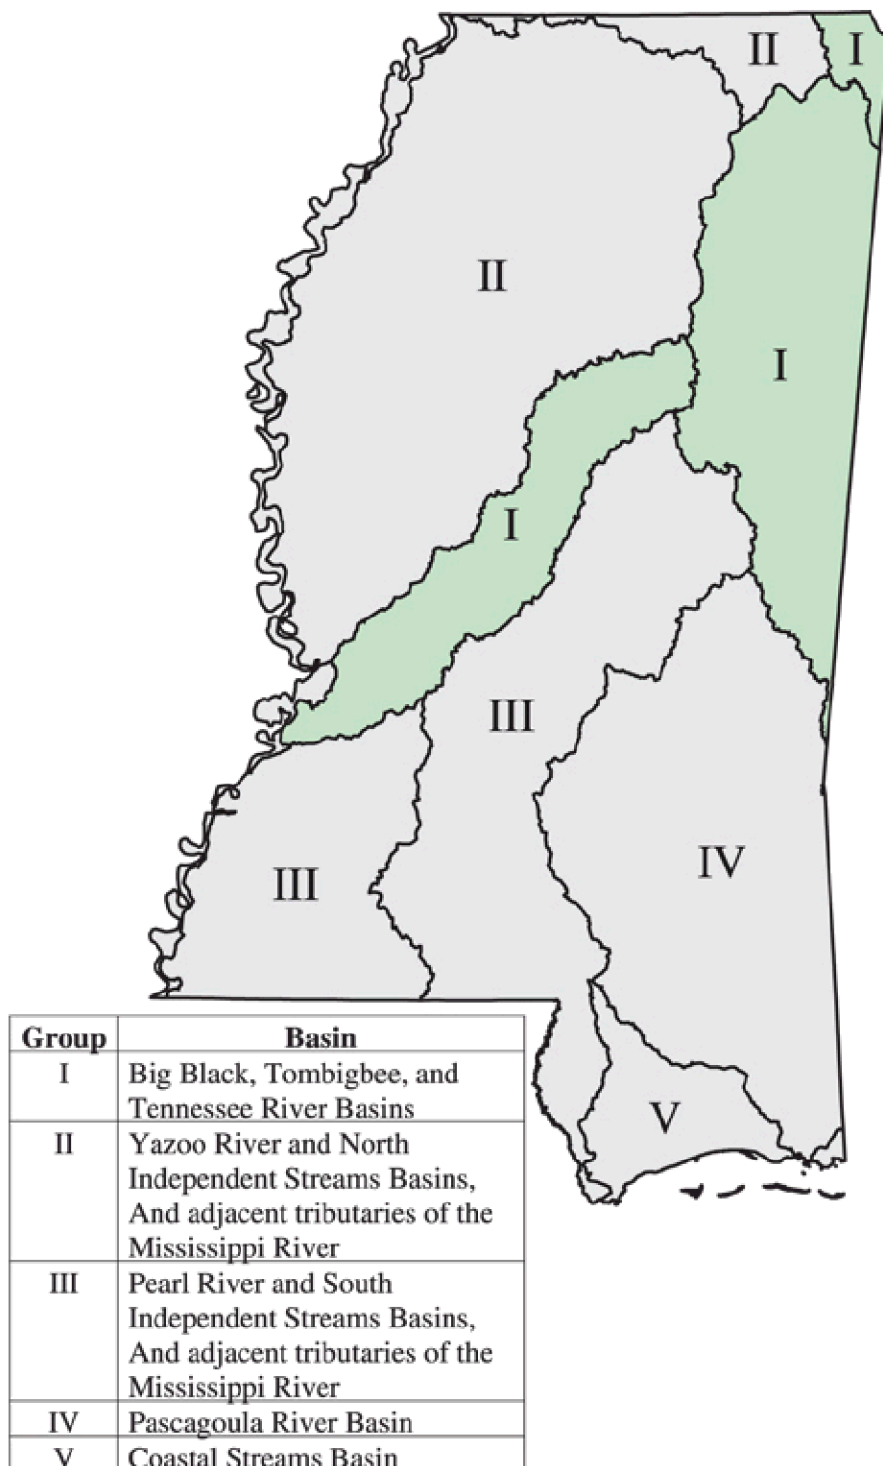 II
I
II
I
I
III
IV
III
V
Group Basin
I Big Black, Tombigbee, and
Tennessee River Basins
II Yazoo River and North
Independent Streams Basins,
And adjacent tributaries of the
Mississippi River
III Pearl River and South
Independent Streams Basins,
And adjacent tributaries of the
Mississippi River
IV Pascagoula River Basin
V Coastal Streams Basin